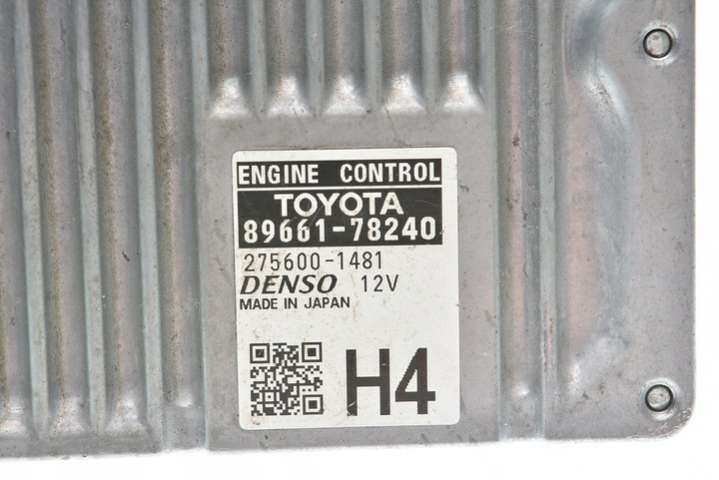 ENGINE CONTROL
TOYOTA
89661-78240
275600-1481
DENSO 12V
MADE IN JAPAN
H4